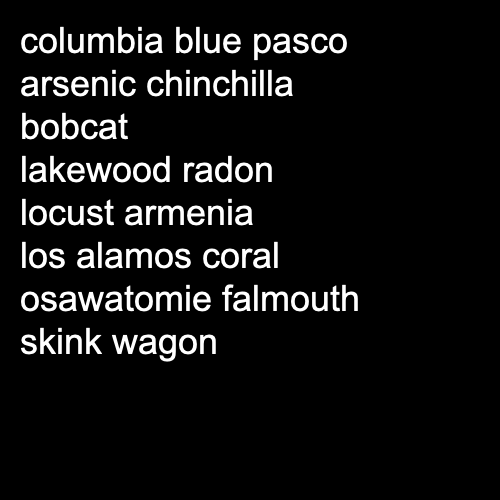 columbia blue pasco
arsenic chinchilla
bobcat
lakewood radon
locust armenia
los alamos coral
osawatomie falmouth
skink wagon